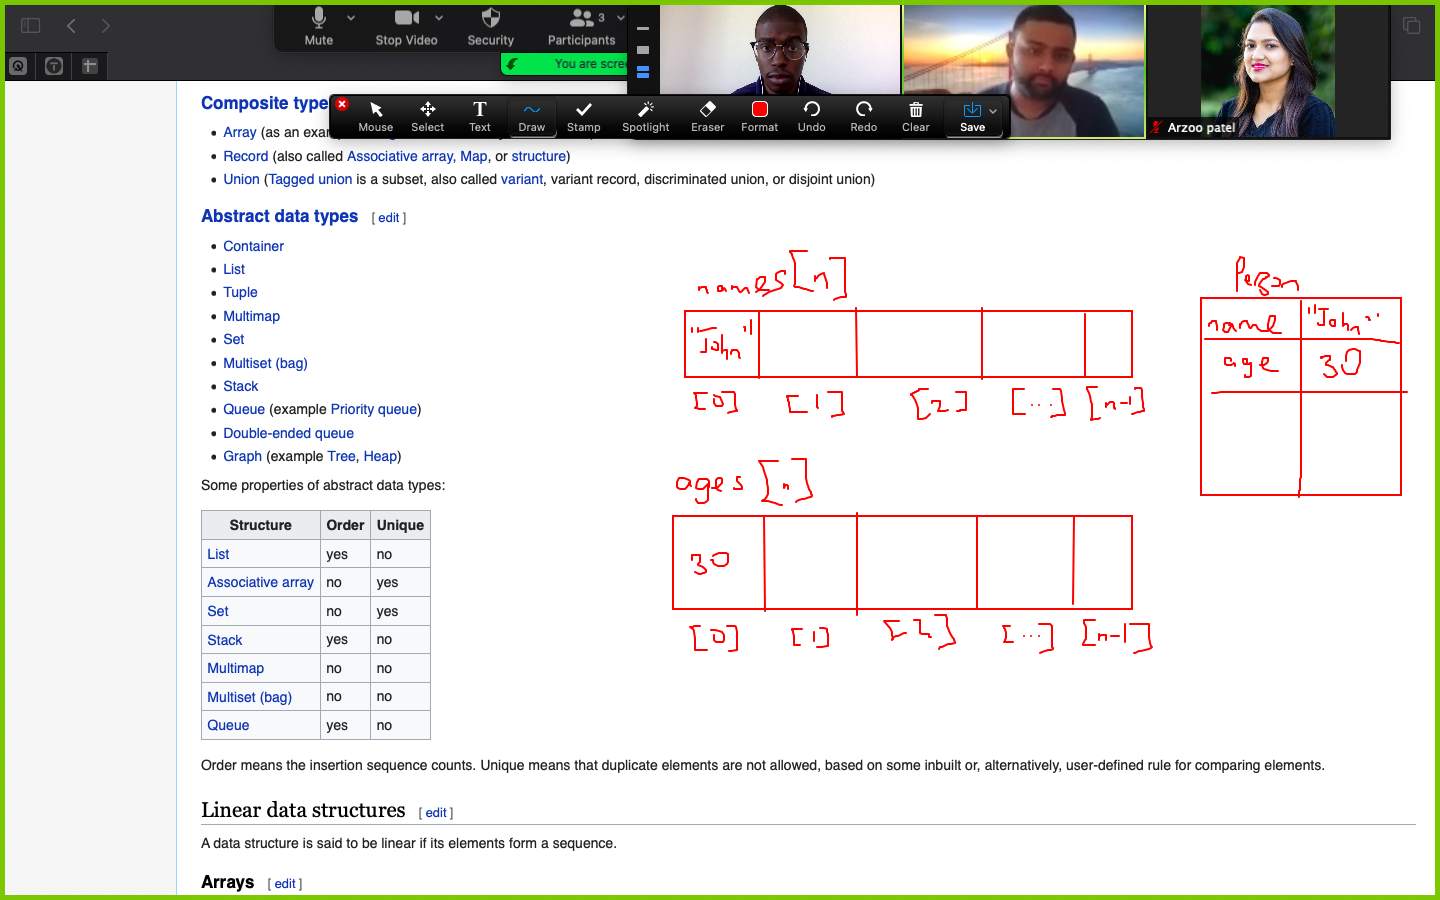 Mute
Stop Video
Security
Participants
3
You are scree
Mouse
Select
Text
Draw
Stamp
Spotlight
Eraser
Format
Undo
Redo
Clear
Save
Arzoo patel
Composite type
Array (as an exam
Record (also called Associative array, Map, or structure)
Union (Tagged union is a subset, also called variant, variant record, discriminated union, or disjoint union)
Abstract data types [ edit ]
Container
List
Tuple
Multimap
Set
Multiset (bag)
Stack
Queue (example Priority queue)
Double-ended queue
Graph (example Tree, Heap)
Some properties of abstract data types:
Structure Order Unique
List yes no
Associative array no yes
Set no yes
Stack yes no
Multimap no no
Multiset (bag) no no
Queue yes no
names[n]
"John"
[0] [1] [2] [...] [n-1]
ages [n]
30
[0] [1] [2] [...] [n-1]
Person
name "John"
age 30
Order means the insertion sequence counts. Unique means that duplicate elements are not allowed, based on some inbuilt or, alternatively, user-defined rule for comparing elements.
Linear data structures [ edit ]
A data structure is said to be linear if its elements form a sequence.
Arrays [ edit ]